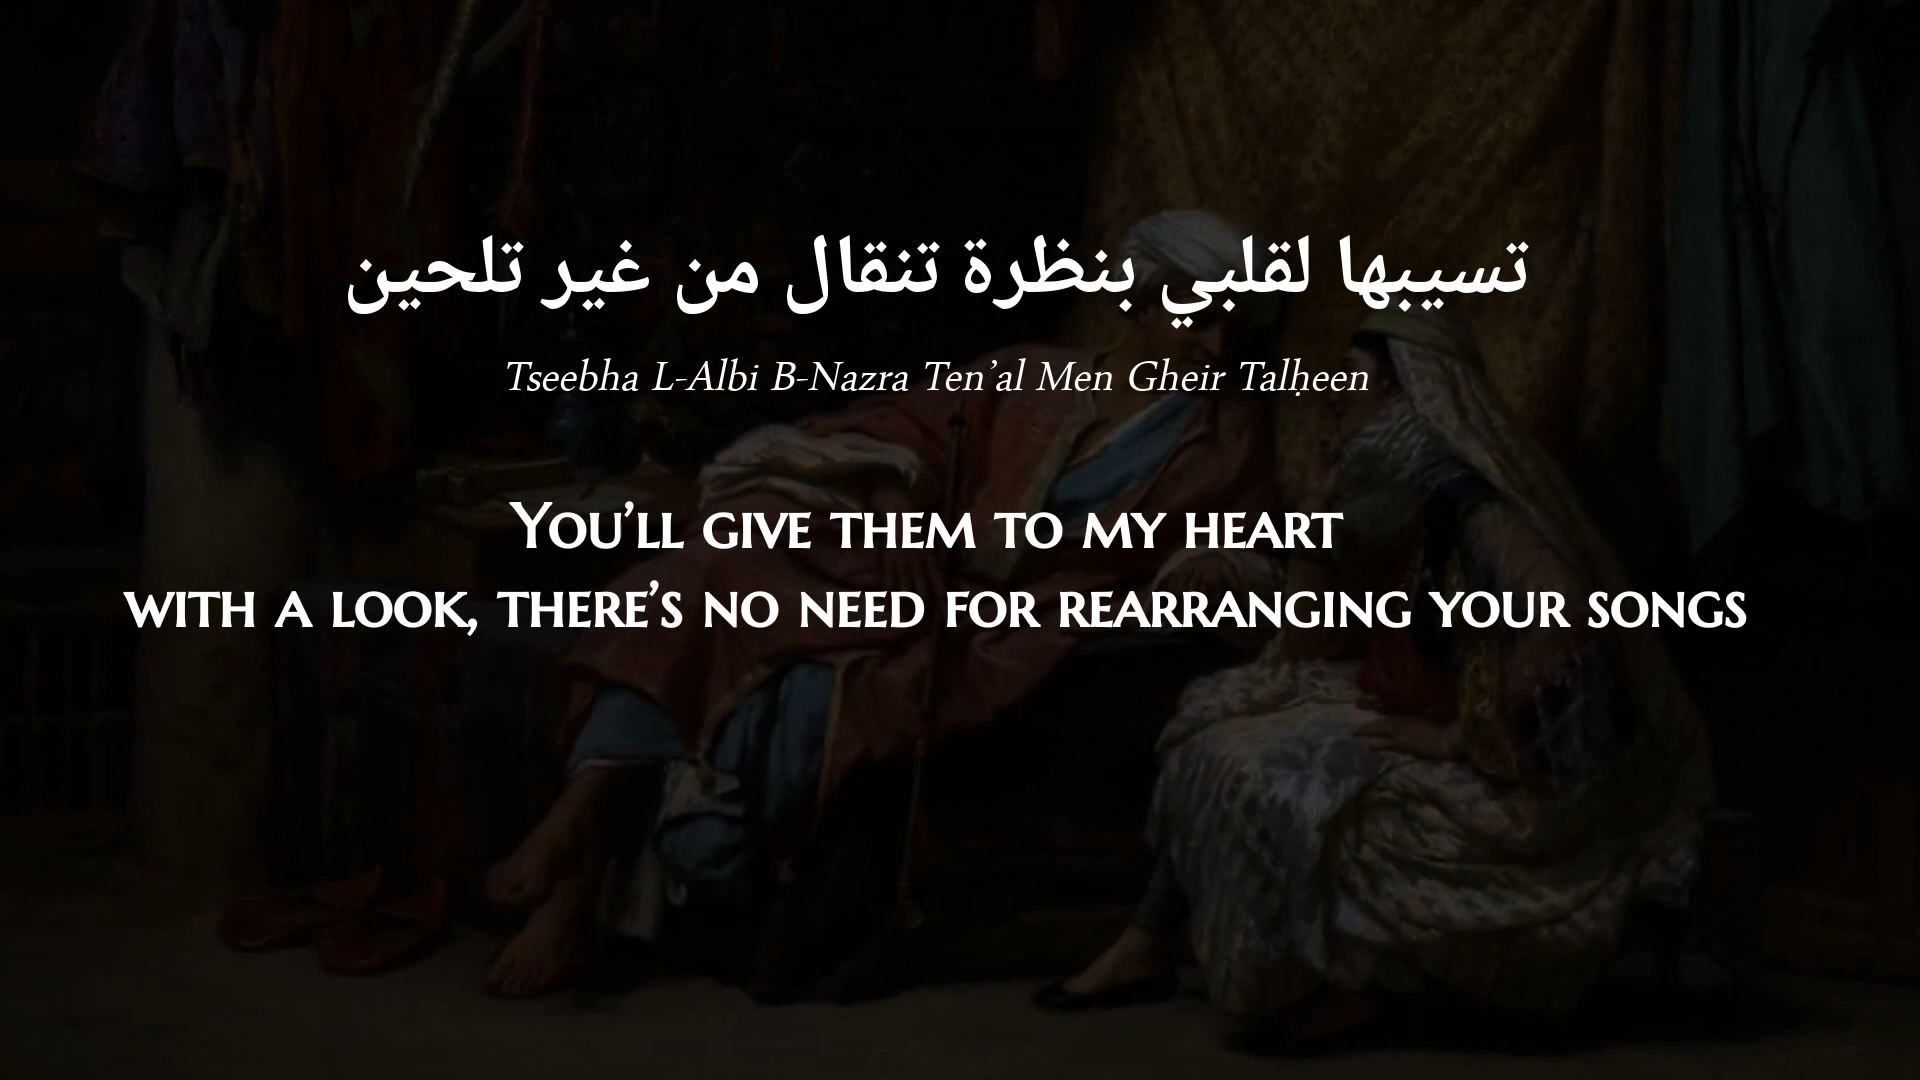 تسيبها لقلبي بنظرة تنقال من غير تلحين
Tseebha L-Albi B-Nazra Ten’al Men Gheir Talḥeen
You’ll give them to my heart
with a look, there’s no need for rearranging your songs